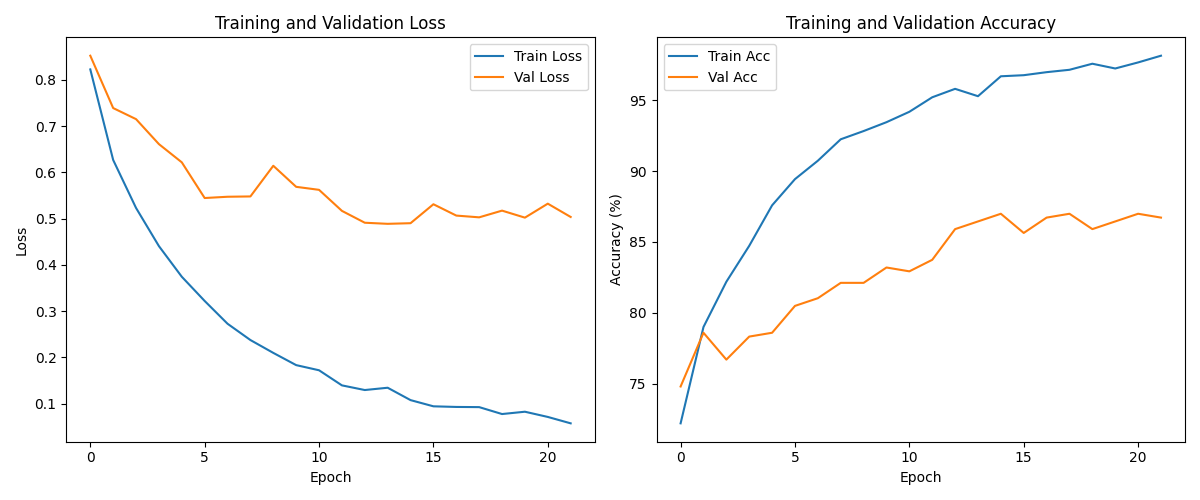 Training and Validation Loss
Train Loss
Val Loss
0.8
0.7
0.6
0.5
0.4
0.3
0.2
0.1
Loss
0
5
10
15
20
Epoch
Training and Validation Accuracy
Train Acc
Val Acc
95
90
85
80
75
Accuracy (%)
0
5
10
15
20
Epoch